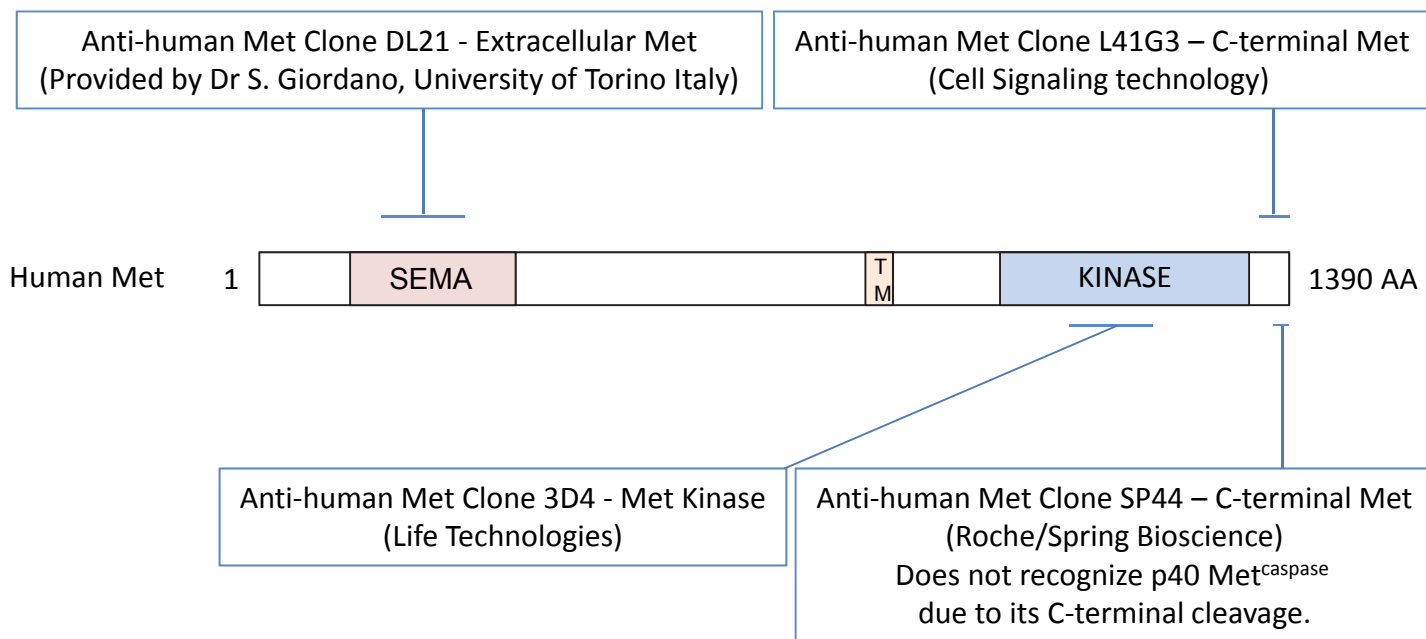 Anti-human Met Clone DL21 - Extracellular Met
(Provided by Dr S. Giordano, University of Torino Italy)
Anti-human Met Clone L41G3 – C-terminal Met
(Cell Signaling technology)
Human Met
1
SEMA
T
M
KINASE
1390 AA
Anti-human Met Clone 3D4 - Met Kinase
(Life Technologies)
Anti-human Met Clone SP44 – C-terminal Met
(Roche/Spring Bioscience)
Does not recognize p40 Metcaspase
due to its C-terminal cleavage.